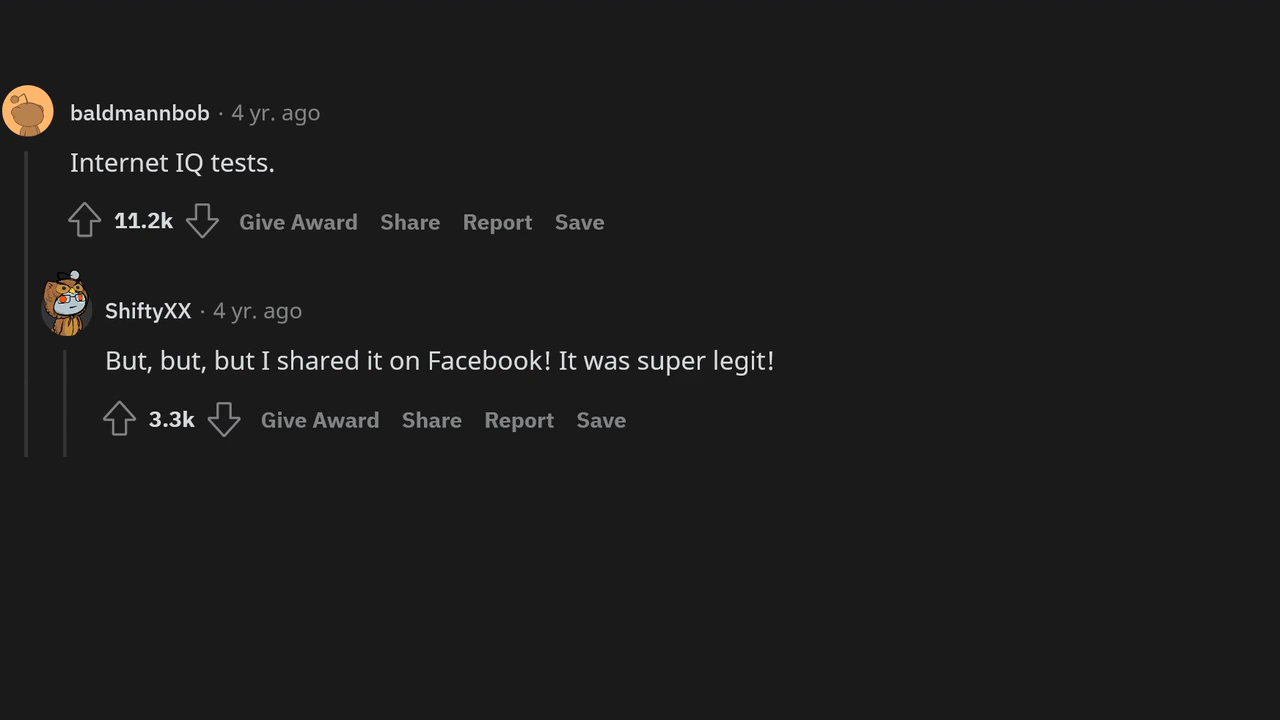 baldmannbob · 4 yr. ago
Internet IQ tests.
11.2k Give Award Share Report Save
ShiftyXX · 4 yr. ago
But, but, but I shared it on Facebook! It was super legit!
3.3k Give Award Share Report Save